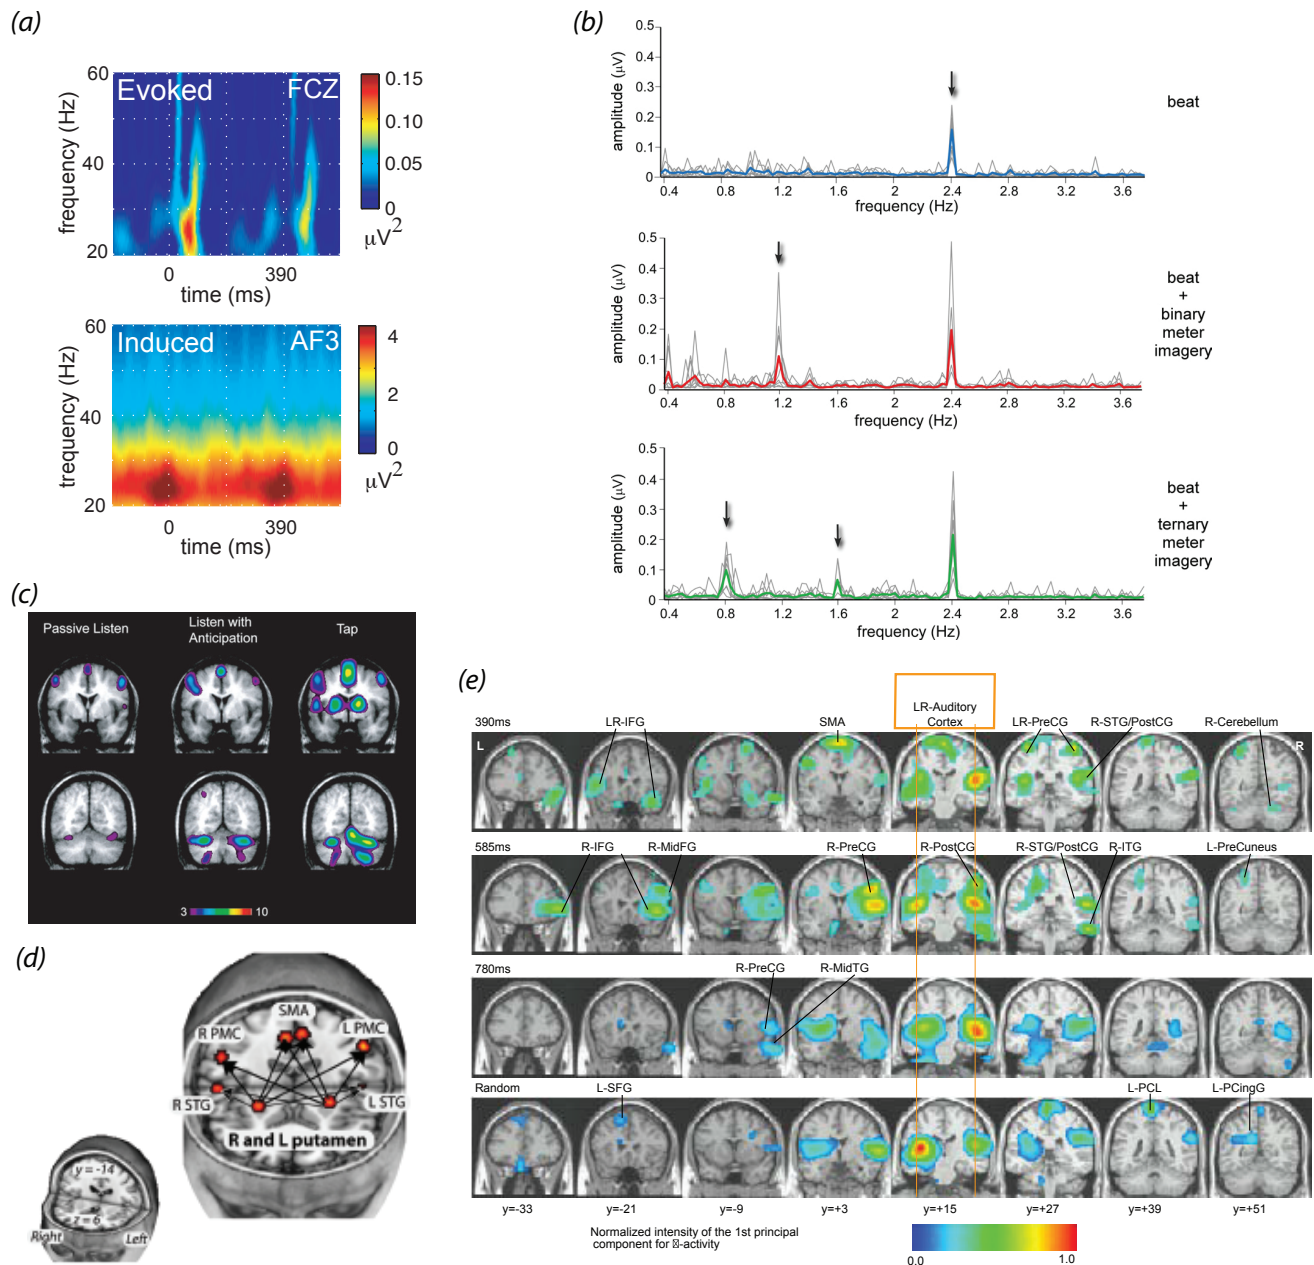 (a)
Evoked FCZ
60
40
20
frequency (Hz)
0 390
time (ms)
0.15
0.10
0.05
0
μV2
Induced AF3
60
40
20
trequency (Hz)
0 390
time (ms)
4
2
0
μV2
(b)
0.5
0.4
0.3
0.2
0.1
0
amplitude (μV)
0.4 0.8 1.2 1.6 2 2.4 2.8 3.2 3.6
frequency (Hz)
beat
0.5
0.4
0.3
0.2
0.1
0
amplitude (μV)
0.4 0.8 1.2 1.6 2 2.4 2.8 3.2 3.6
frequency (Hz)
beat
+
binary
meter
imagery
0.5
0.4
0.3
0.2
0.1
0
amplitude (μV)
0.4 0.8 1.2 1.6 2 2.4 2.8 3.2 3.6
frequency (Hz)
beat
+
ternary
meter
imagery
(c)
Passive Listen
Listen with
Anticipation
Tap
3 10
(d)
SMA
R PMC
L PMC
R STG
L STG
R and L putamen
y = -14
z = 6
Right
Left
(e)
LR-Auditory
Cortex
390ms LR-IFG SMA LR-PreCG R-STG/PostCG R-Cerebellum
L R
585ms R-IFG R-MidFG R-PreCG R-PostCG R-STG/PostCG R-ITG L-PreCuneus
780ms R-PreCG R-MidTG
Random L-SFG L-PCL L-PCingG
y=-33 y=-21 y=-9 y=+3 y=+15 y=+27 y=+39 y=+51
Normalized intensity of the 1st principal
component for -activity
0.0 1.0